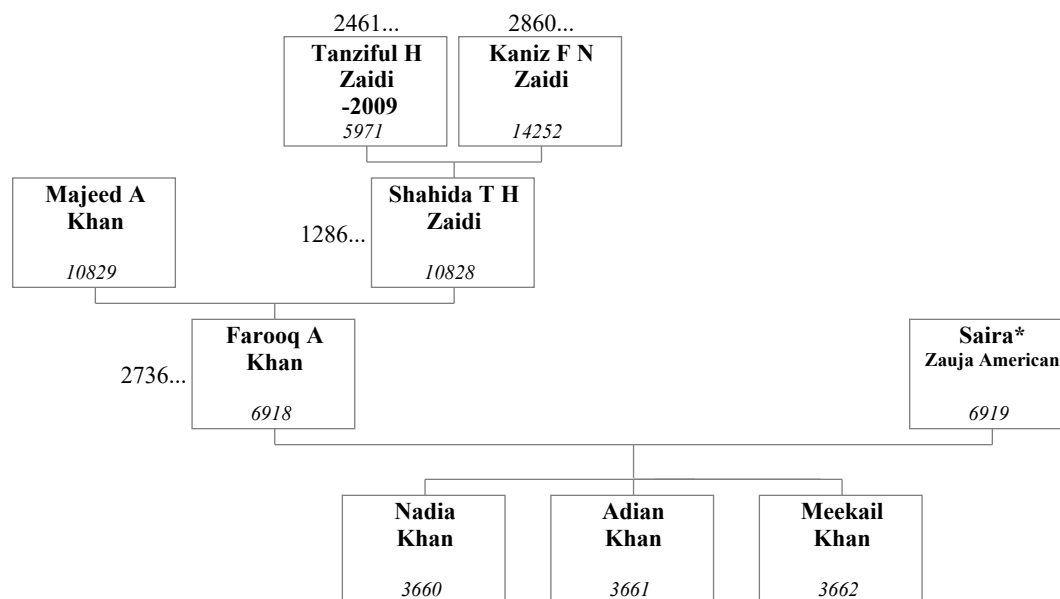 2461...
2860...
Tanziful H
Zaidi
-2009
5971
Kaniz F N
Zaidi
14252
Majeed A
Khan
10829
1286...
Shahida T H
Zaidi
10828
2736...
Farooq A
Khan
6918
Saira*
Zauja American
6919
Nadia
Khan
3660
Adian
Khan
3661
Meekail
Khan
3662